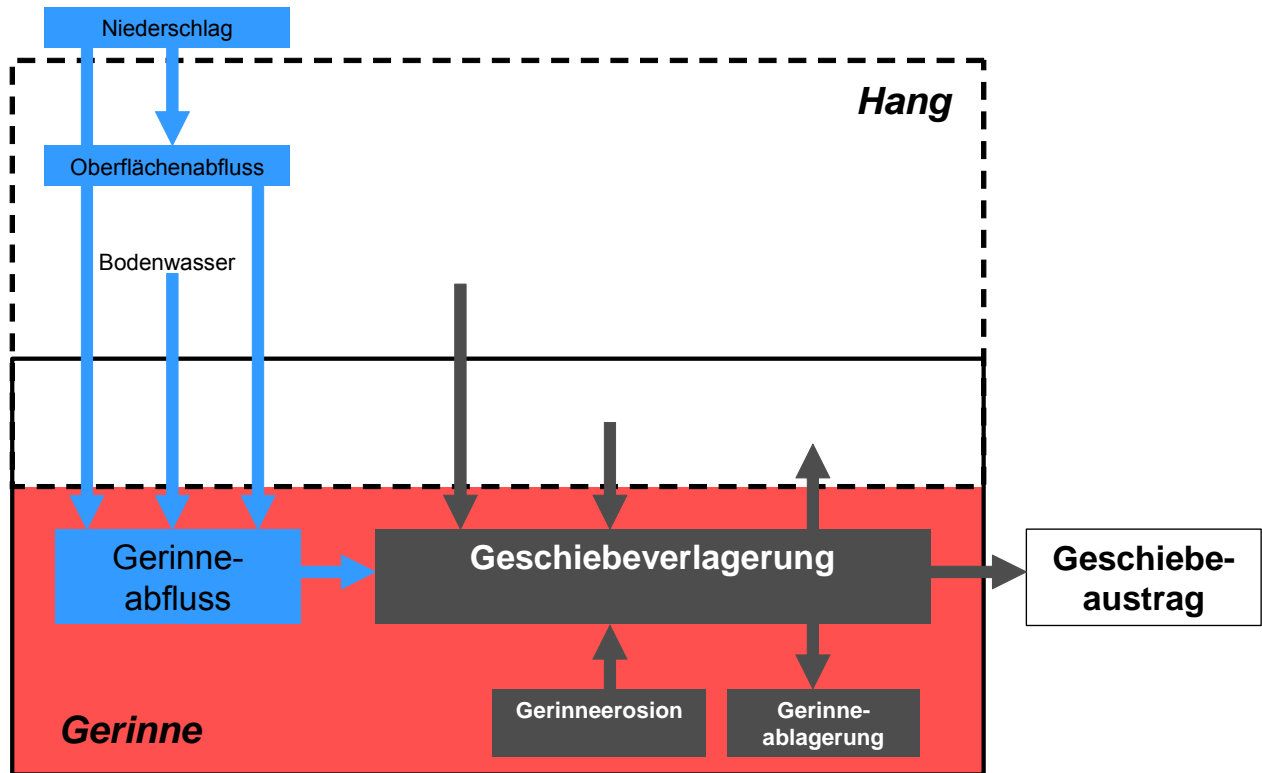 Niederschlag
Hang
Oberflächenabfluss
Bodenwasser
Gerinne-
abfluss
Geschiebeverlagerung
Geschiebe-
austrag
Gerinneerosion
Gerinne-
ablagerung
Gerinne